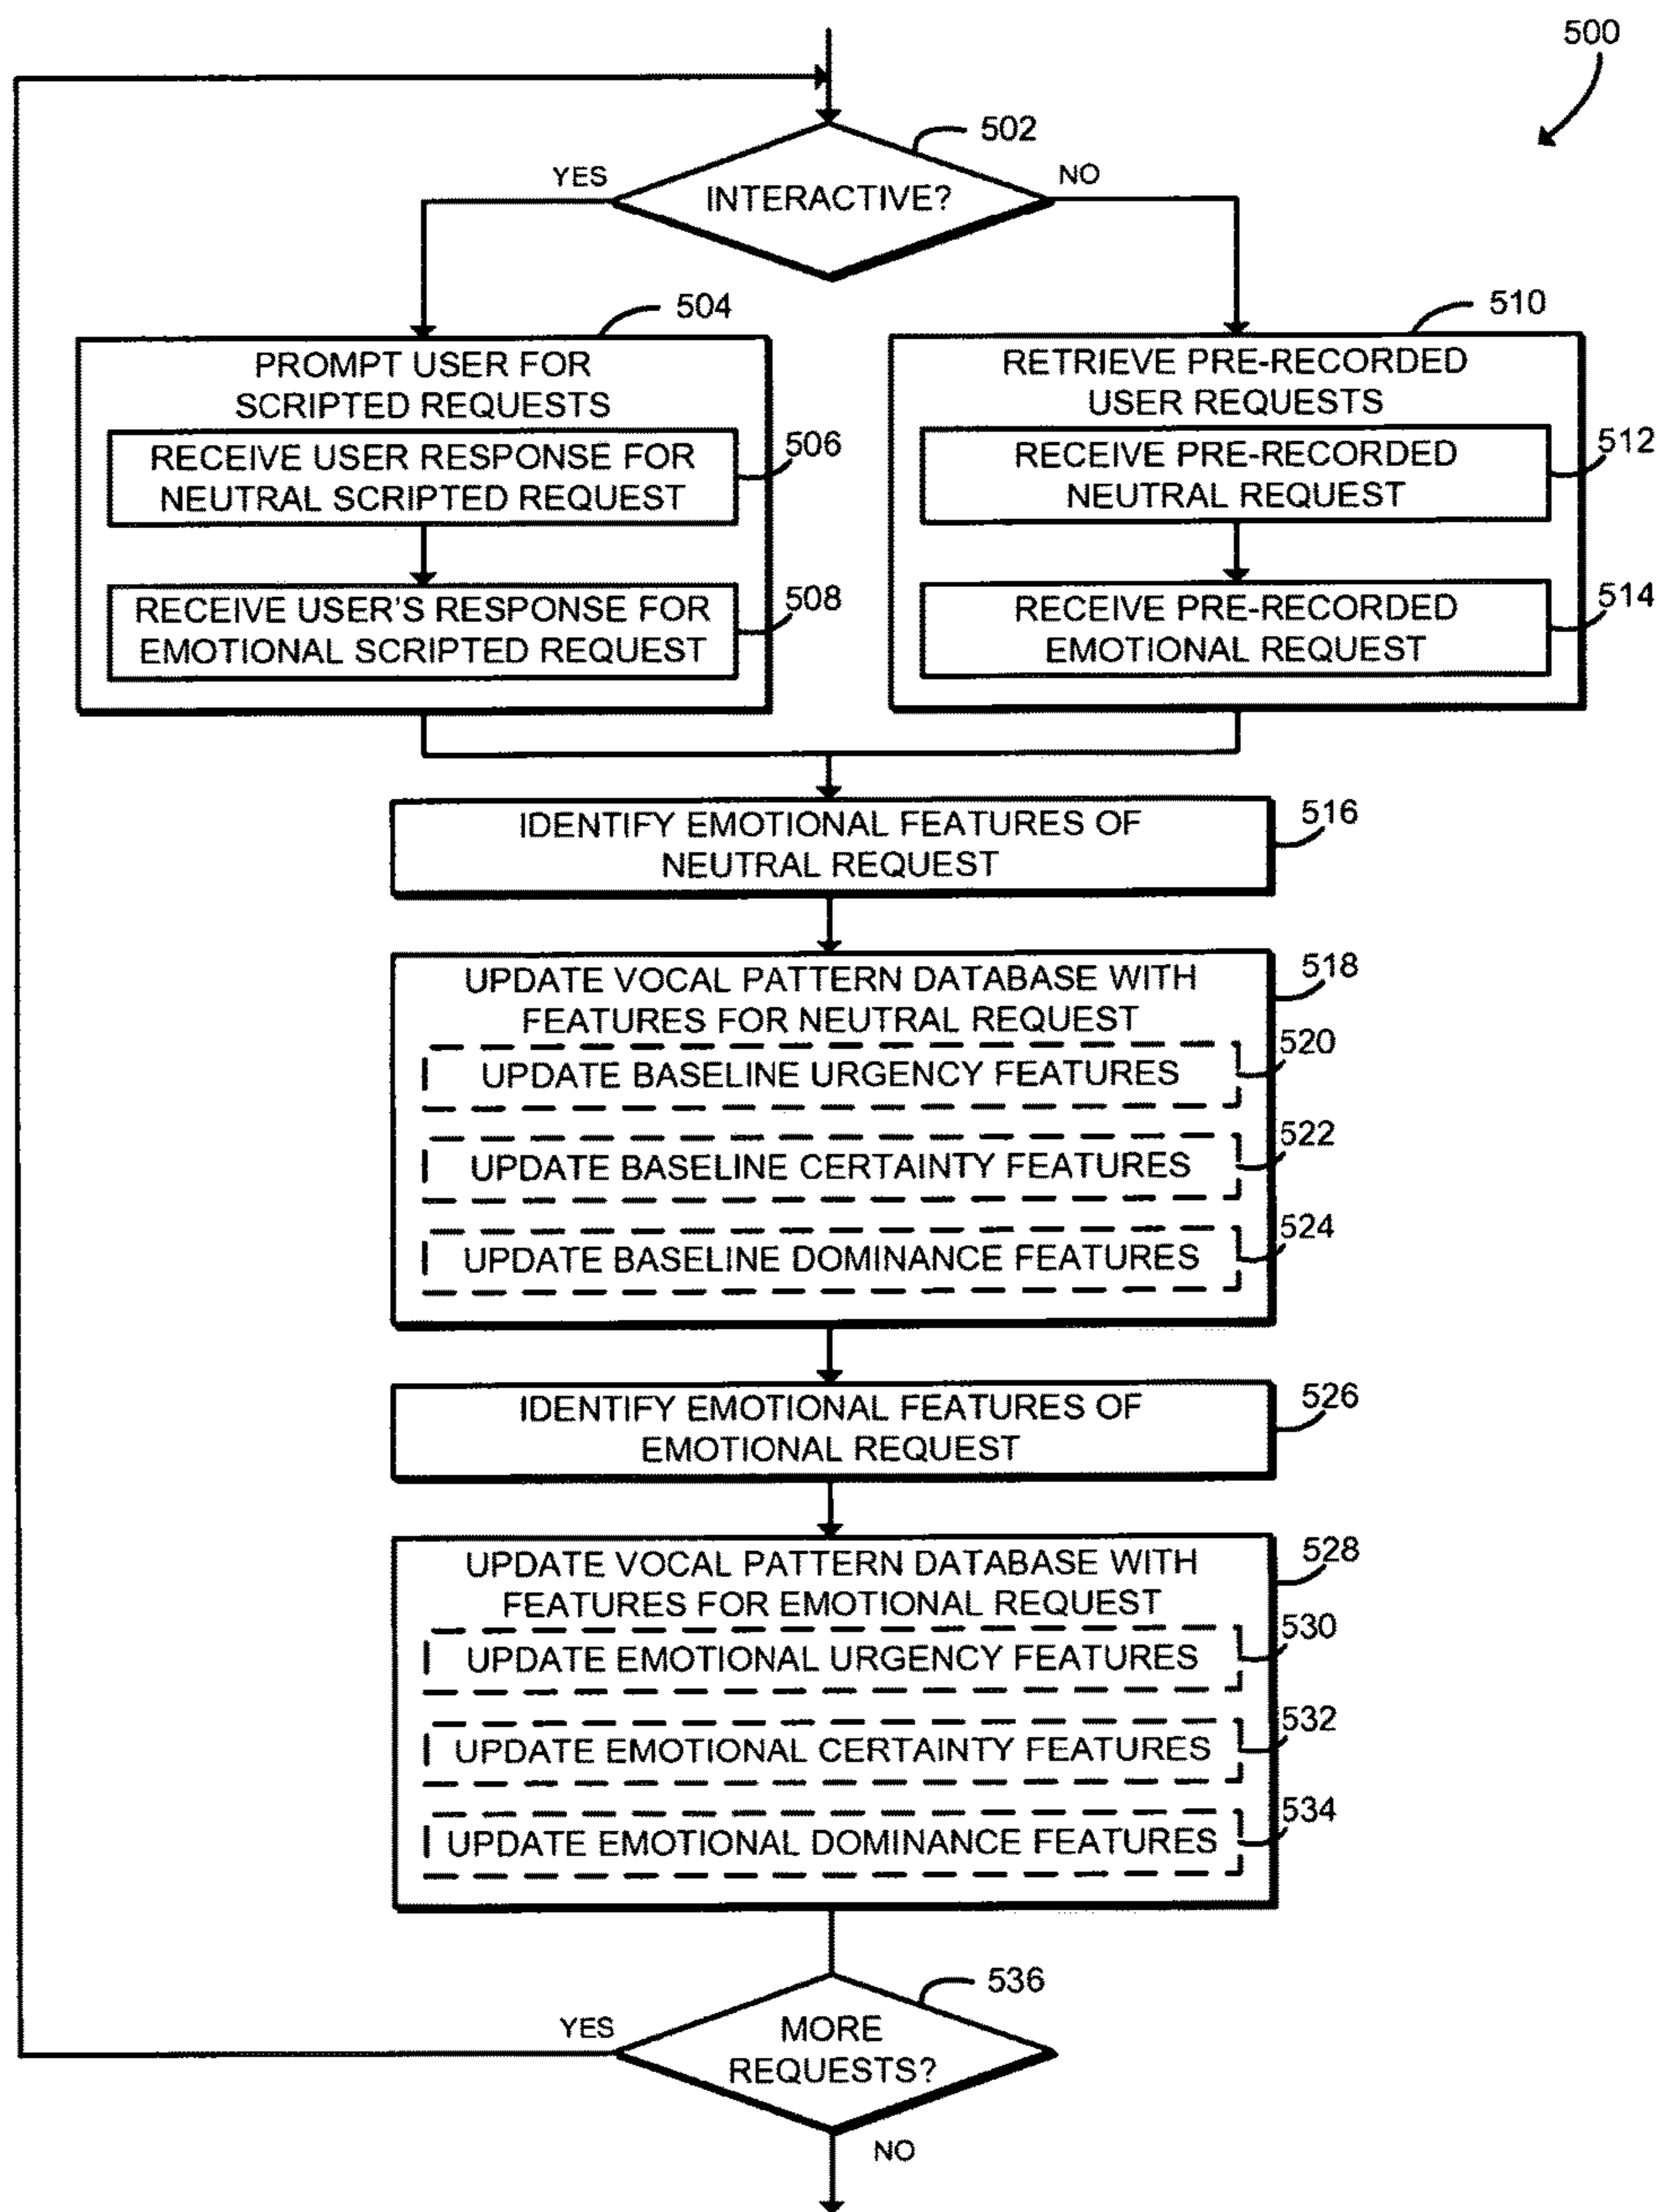 500
502
YES
NO
INTERACTIVE?
504
PROMPT USER FOR
SCRIPTED REQUESTS
RECEIVE USER RESPONSE FOR
NEUTRAL SCRIPTED REQUEST
506
RECEIVE USER'S RESPONSE FOR
EMOTIONAL SCRIPTED REQUEST
508
510
RETRIEVE PRE-RECORDED
USER REQUESTS
RECEIVE PRE-RECORDED
NEUTRAL REQUEST
512
RECEIVE PRE-RECORDED
EMOTIONAL REQUEST
514
IDENTIFY EMOTIONAL FEATURES OF
NEUTRAL REQUEST
516
UPDATE VOCAL PATTERN DATABASE WITH
FEATURES FOR NEUTRAL REQUEST
518
UPDATE BASELINE URGENCY FEATURES
520
UPDATE BASELINE CERTAINTY FEATURES
522
UPDATE BASELINE DOMINANCE FEATURES
524
IDENTIFY EMOTIONAL FEATURES OF
EMOTIONAL REQUEST
526
UPDATE VOCAL PATTERN DATABASE WITH
FEATURES FOR EMOTIONAL REQUEST
528
UPDATE EMOTIONAL URGENCY FEATURES
530
UPDATE EMOTIONAL CERTAINTY FEATURES
532
UPDATE EMOTIONAL DOMINANCE FEATURES
534
536
YES
MORE
REQUESTS?
NO